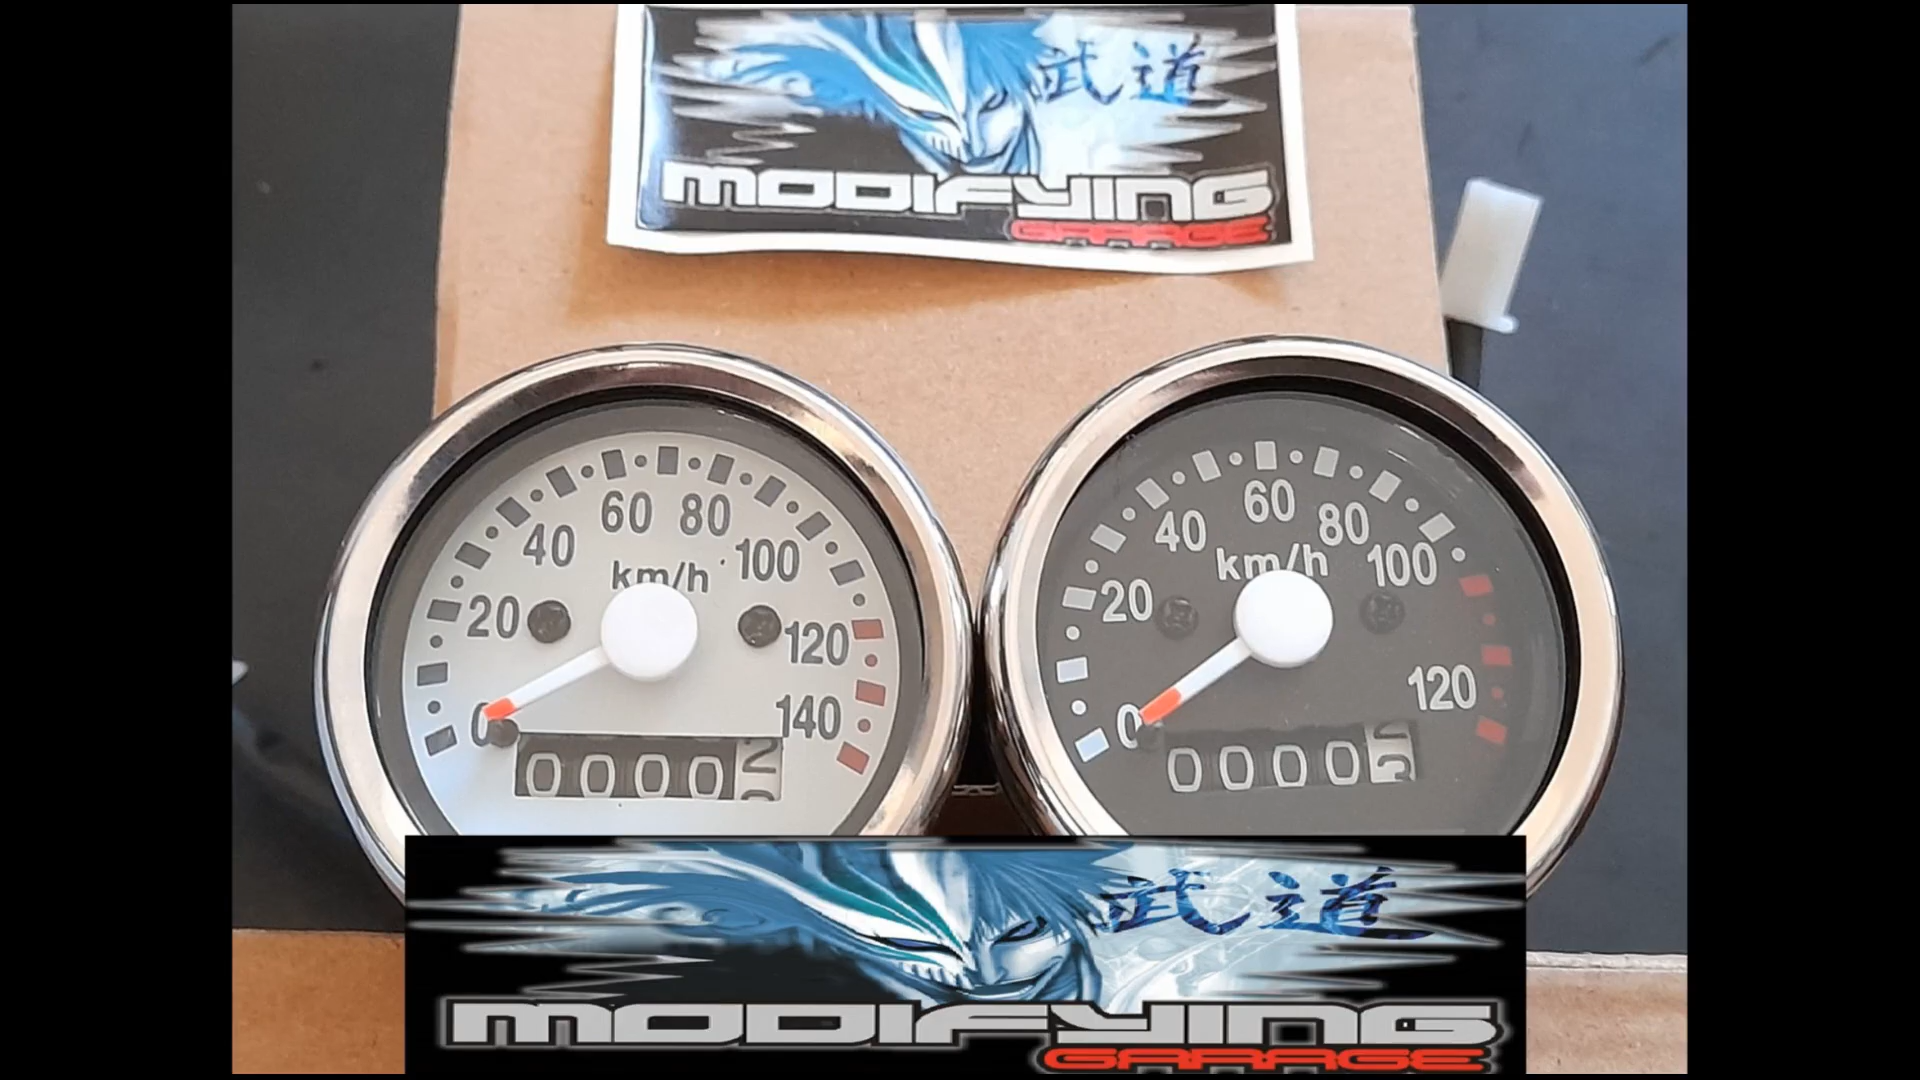 武道
MODIFYING
GARAGE
60 80
40 100
km/h
20 120
0 140
0000
60
40 80
km/h 100
20
120
0
0000
武道
MODIFYING
GARAGE